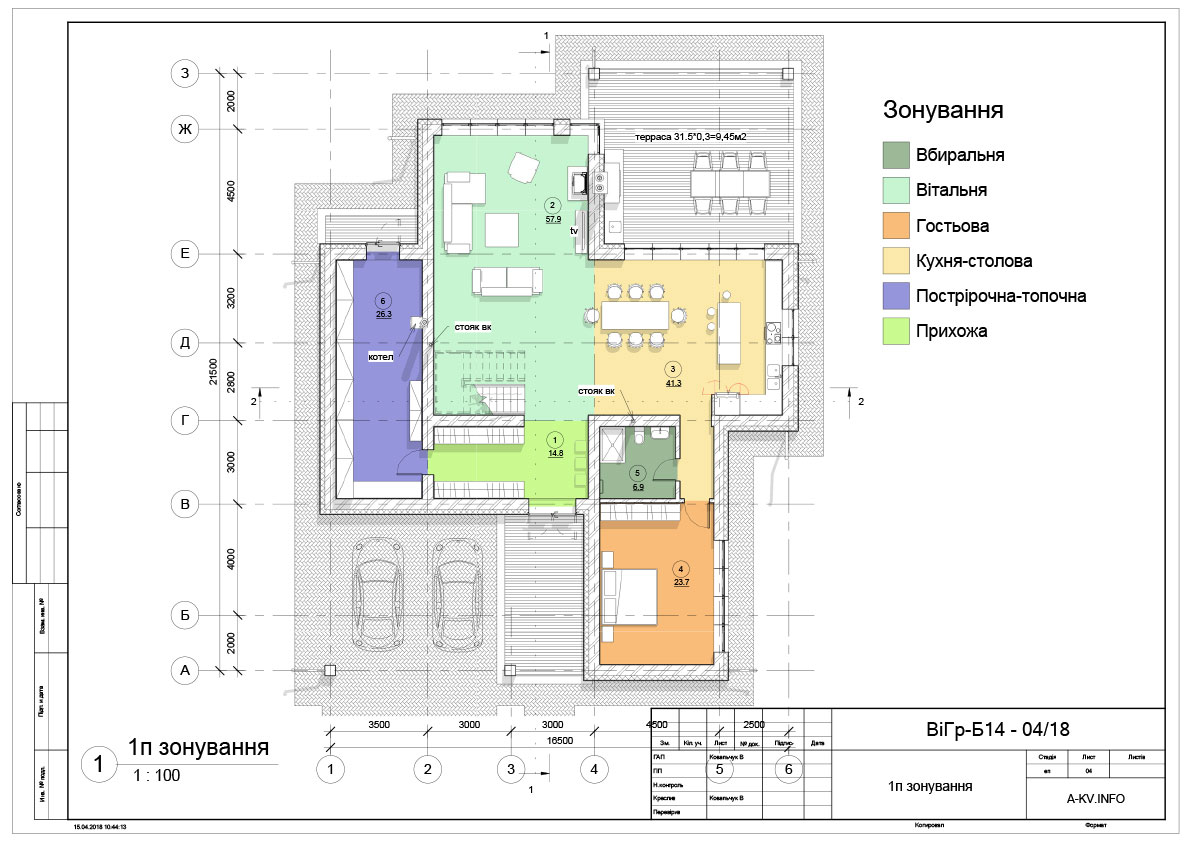 1
З
Ж
Е
Д
Г
В
Б
А
2000
4500
3200
2800
3000
4000
2000
21500
терраса 31.5*0,3=9,45м2
2
57.9
tv
6
26.3
стояк вк
котел
3
41.3
стояк вк
2
2
1
14.8
5
6.9
4
23.7
Зонування
Вбиральня
Вітальня
Гостьова
Кухня-столова
Пострірочна-топочна
Прихожа
3500
3000
3000
4500
2500
16500
1
2
3
4
5
6
1
1
1п зонування
1 : 100
Согласовано
Взам. инв. №
Підп. и дата
Инв. № подл.
Зм.
Кіл. уч.
Лист
№ док.
Підпис
Дата
ГАП
Ковальчук В
ПП
Н.контроль
Креслив
Ковальчук В
Перевірив
ВіГр-Б14 - 04/18
1п зонування
Стадія
Лист
Листів
еп
04
A-KV.INFO
15.04.2018 10:44:13
Копировал
Формат